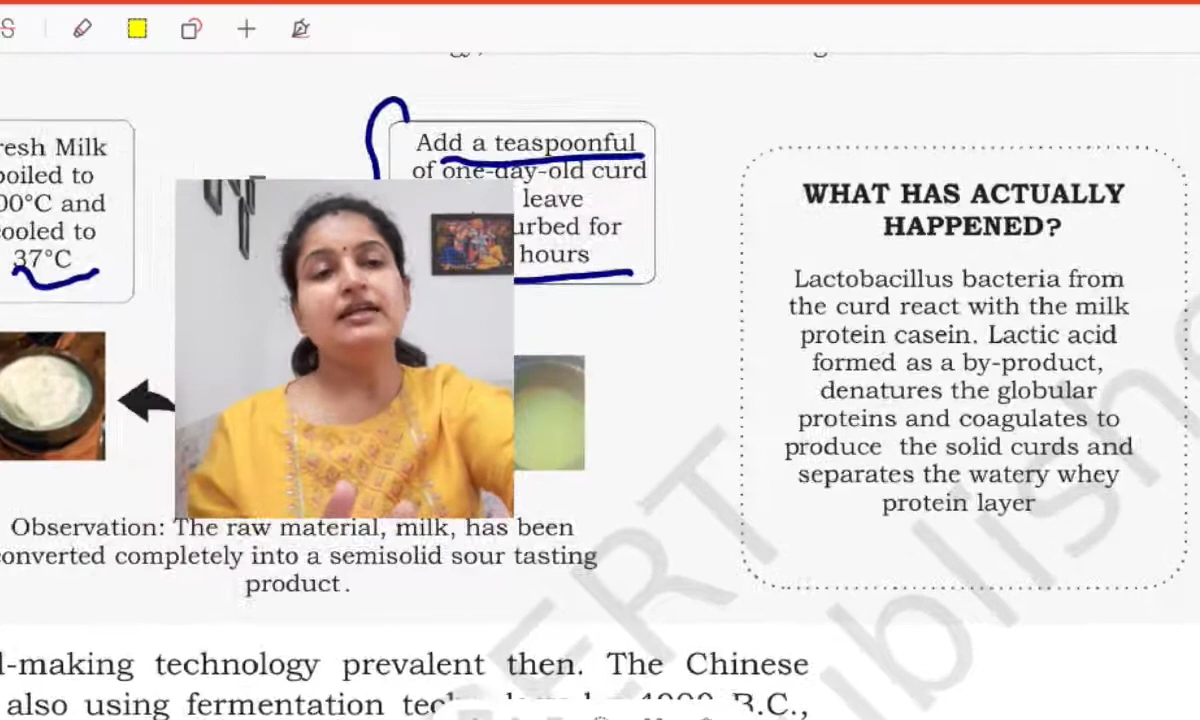 resh Milk
boiled to
00°C and
cooled to
37°C
Add a teaspoonful
of one-day-old curd
leave
urbed for
hours
WHAT HAS ACTUALLY
HAPPENED?
Lactobacillus bacteria from
the curd react with the milk
protein casein. Lactic acid
formed as a by-product,
denatures the globular
proteins and coagulates to
produce the solid curds and
separates the watery whey
protein layer
Observation: The raw material, milk, has been
converted completely into a semisolid sour tasting
product.
d-making technology prevalent then. The Chinese
also using fermentation B.C.,